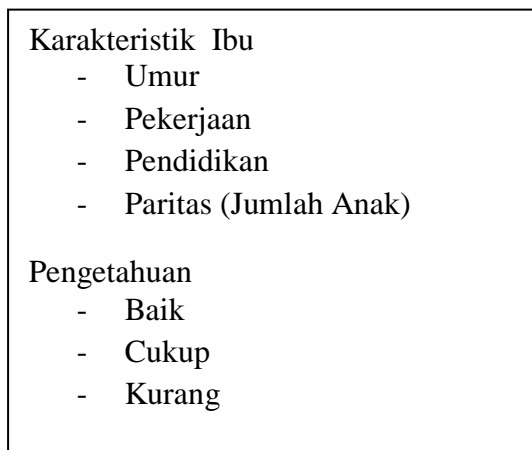 Karakteristik Ibu
- Umur
- Pekerjaan
- Pendidikan
- Paritas (Jumlah Anak)
Pengetahuan
- Baik
- Cukup
- Kurang